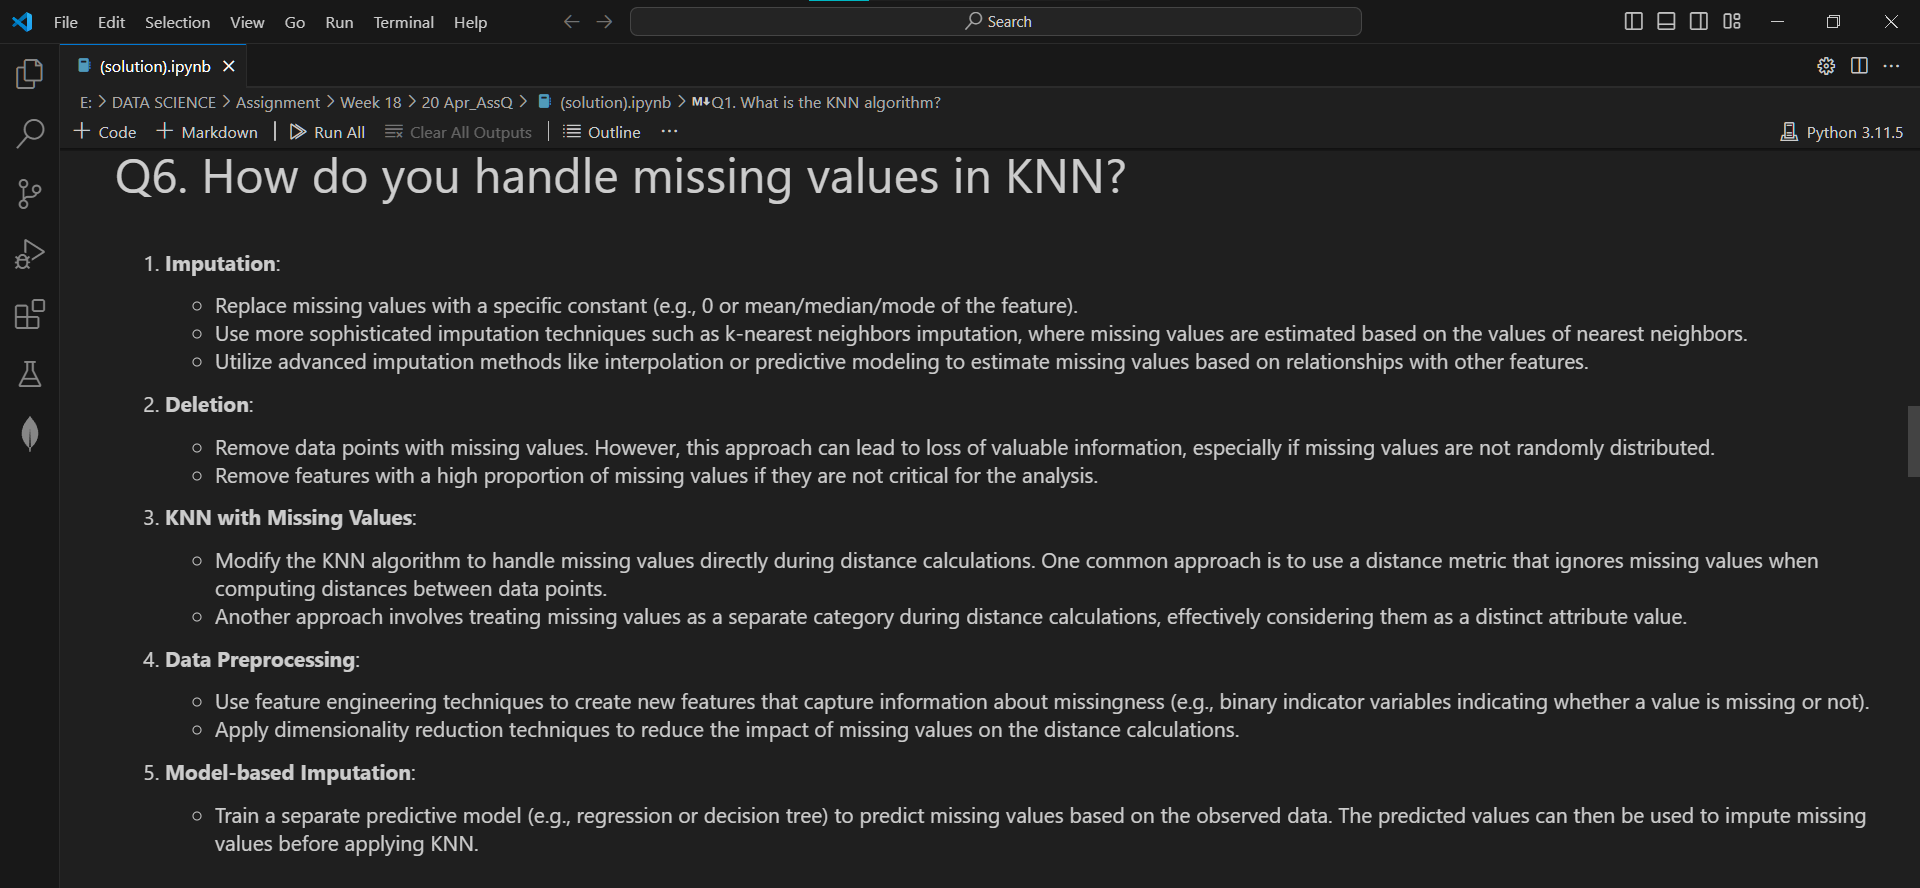 File Edit Selection View Go Run Terminal Help
Search
(solution).ipynb
E: > DATA SCIENCE > Assignment > Week 18 > 20 Apr_AssQ > (solution).ipynb > M↓Q1. What is the KNN algorithm?
+ Code + Markdown | Run All Clear All Outputs | Outline ···
Python 3.11.5
Q6. How do you handle missing values in KNN?
1. Imputation:
○ Replace missing values with a specific constant (e.g., 0 or mean/median/mode of the feature).
○ Use more sophisticated imputation techniques such as k-nearest neighbors imputation, where missing values are estimated based on the values of nearest neighbors.
○ Utilize advanced imputation methods like interpolation or predictive modeling to estimate missing values based on relationships with other features.
2. Deletion:
○ Remove data points with missing values. However, this approach can lead to loss of valuable information, especially if missing values are not randomly distributed.
○ Remove features with a high proportion of missing values if they are not critical for the analysis.
3. KNN with Missing Values:
○ Modify the KNN algorithm to handle missing values directly during distance calculations. One common approach is to use a distance metric that ignores missing values when
computing distances between data points.
○ Another approach involves treating missing values as a separate category during distance calculations, effectively considering them as a distinct attribute value.
4. Data Preprocessing:
○ Use feature engineering techniques to create new features that capture information about missingness (e.g., binary indicator variables indicating whether a value is missing or not).
○ Apply dimensionality reduction techniques to reduce the impact of missing values on the distance calculations.
5. Model-based Imputation:
○ Train a separate predictive model (e.g., regression or decision tree) to predict missing values based on the observed data. The predicted values can then be used to impute missing
values before applying KNN.